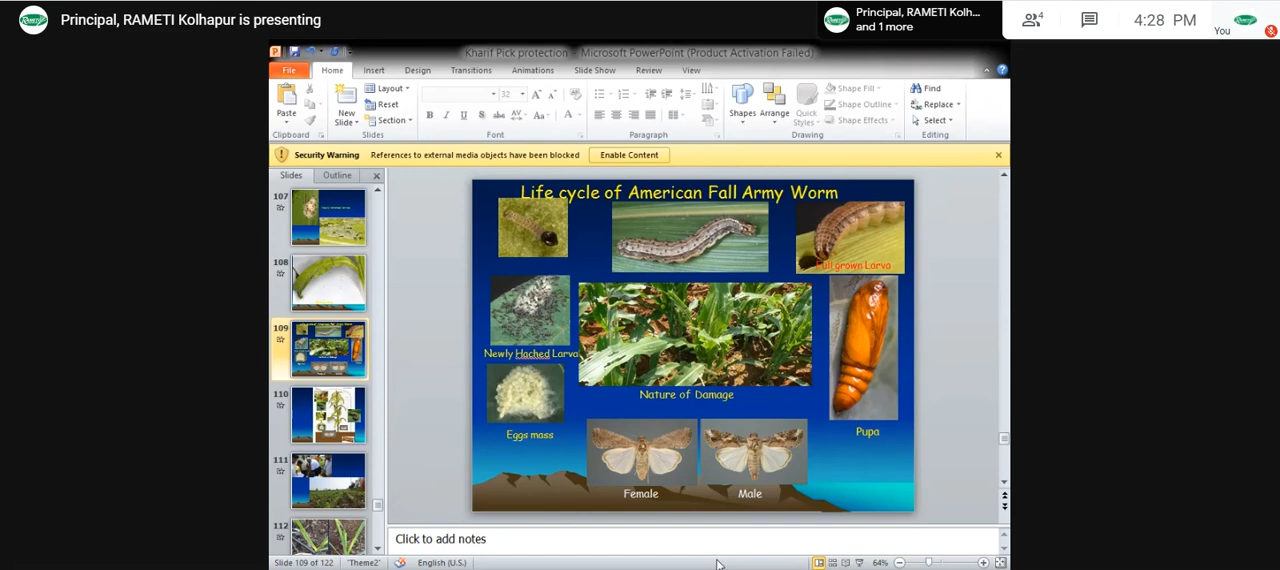 Principal, RAMETI Kolhapur is presenting
Principal, RAMETI Kolh...
and 1 more
4
4:28 PM
You
Kharif Pick protection - Microsoft PowerPoint (Product Activation Failed)
File Home Insert Design Transitions Animations Slide Show Review View
Paste
Clipboard
New
Slide
Layout
Reset
Section
Slides
32
Font
Paragraph
Shapes
Arrange
Quick
Styles
Shape Fill
Shape Outline
Shape Effects
Drawing
Find
Replace
Select
Editing
Security Warning References to external media objects have been blocked Enable Content
Slides Outline
107
108
109
110
111
112
Life cycle of American Fall Army Worm
Full grown Larva
Newly Hached Larva
Nature of Damage
Eggs mass
Pupa
Female
Male
Click to add notes
Slide 109 of 122 "Theme2" English (U.S.) 64%